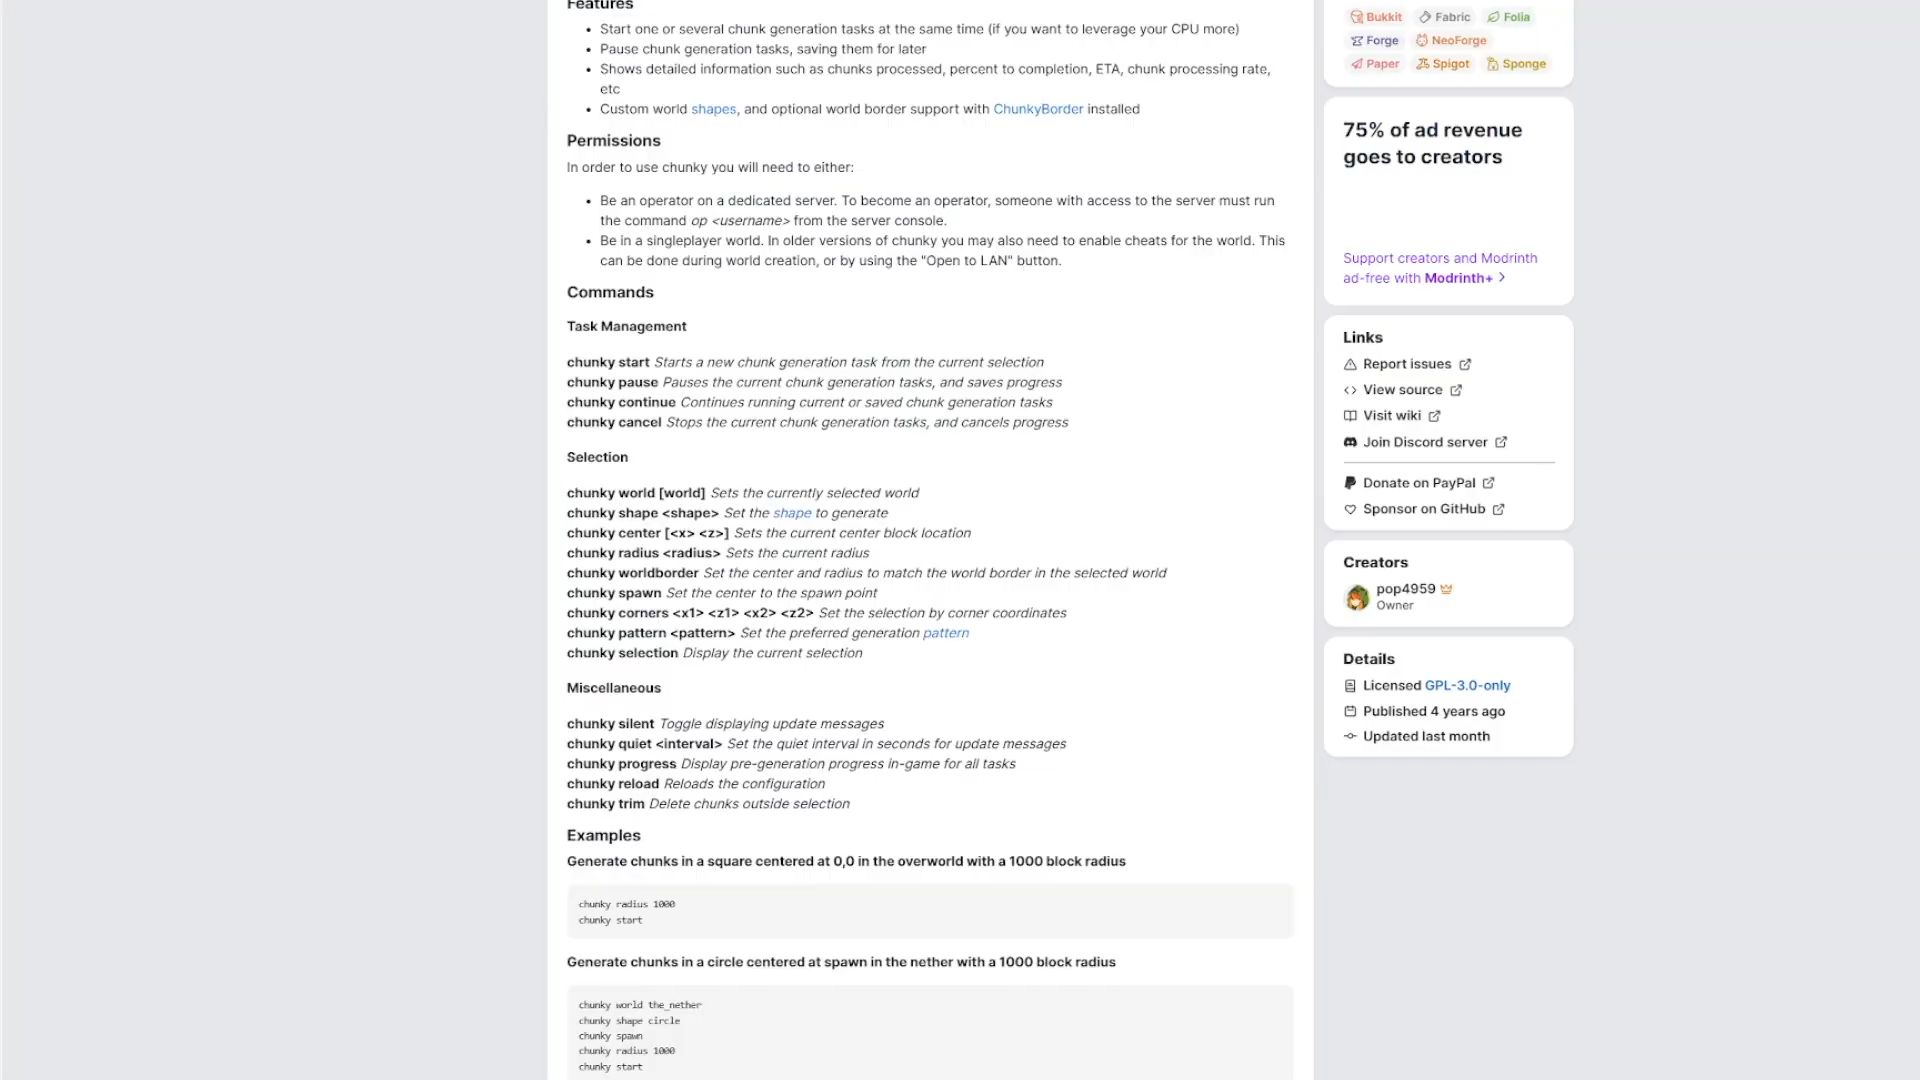 Features
• Start one or several chunk generation tasks at the same time (if you want to leverage your CPU more)
• Pause chunk generation tasks, saving them for later
• Shows detailed information such as chunks processed, percent to completion, ETA, chunk processing rate,
etc
• Custom world shapes, and optional world border support with ChunkyBorder installed
Permissions
In order to use chunky you will need to either:
• Be an operator on a dedicated server. To become an operator, someone with access to the server must run
the command op <username> from the server console.
• Be in a singleplayer world. In older versions of chunky you may also need to enable cheats for the world. This
can be done during world creation, or by using the "Open to LAN" button.
Commands
Task Management
chunky start Starts a new chunk generation task from the current selection
chunky pause Pauses the current chunk generation tasks, and saves progress
chunky continue Continues running current or saved chunk generation tasks
chunky cancel Stops the current chunk generation tasks, and cancels progress
Selection
chunky world [world] Sets the currently selected world
chunky shape <shape> Set the shape to generate
chunky center [<x> <z>] Sets the current center block location
chunky radius <radius> Sets the current radius
chunky worldborder Set the center and radius to match the world border in the selected world
chunky spawn Set the center to the spawn point
chunky corners <x1> <z1> <x2> <z2> Set the selection by corner coordinates
chunky pattern <pattern> Set the preferred generation pattern
chunky selection Display the current selection
Miscellaneous
chunky silent Toggle displaying update messages
chunky quiet <interval> Set the quiet interval in seconds for update messages
chunky progress Display pre-generation progress in-game for all tasks
chunky reload Reloads the configuration
chunky trim Delete chunks outside selection
Examples
Generate chunks in a square centered at 0,0 in the overworld with a 1000 block radius
chunky radius 1000
chunky start
Generate chunks in a circle centered at spawn in the nether with a 1000 block radius
chunky world the_nether
chunky shape circle
chunky spawn
chunky radius 1000
chunky start
Bukkit Fabric Folia
Forge NeoForge
Paper Spigot Sponge
75% of ad revenue
goes to creators
Support creators and Modrinth
ad-free with Modrinth+
Links
Report issues
View source
Visit wiki
Join Discord server
Donate on PayPal
Sponsor on GitHub
Creators
pop4959
Owner
Details
Licensed GPL-3.0-only
Published 4 years ago
Updated last month